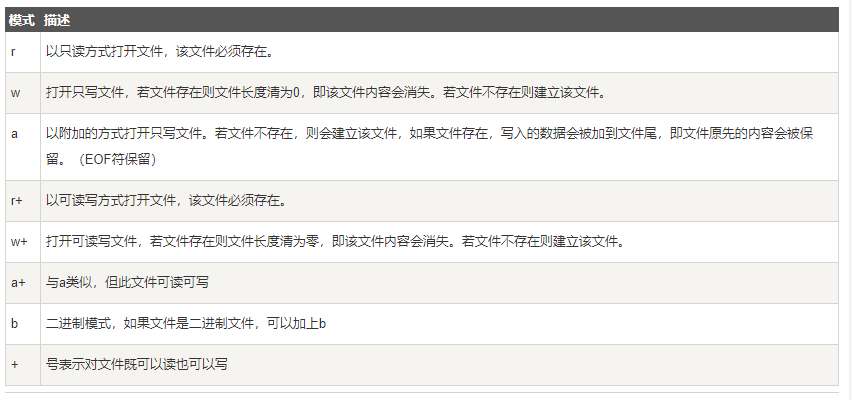 模式 描述
r 以只读方式打开文件，该文件必须存在。
w 打开只写文件，若文件存在则文件长度清为0，即该文件内容会消失。若文件不存在则建立该文件。
a 以附加的方式打开只写文件。若文件不存在，则会建立该文件，如果文件存在，写入的数据会被加到文件尾，即文件原先的内容会被保
留。（EOF符保留）
r+ 以可读写方式打开文件，该文件必须存在。
w+ 打开可读写文件，若文件存在则文件长度清为零，即该文件内容会消失。若文件不存在则建立该文件。
a+ 与a类似，但此文件可读可写
b 二进制模式，如果文件是二进制文件，可以加上b
+ 号表示对文件既可以读也可以写